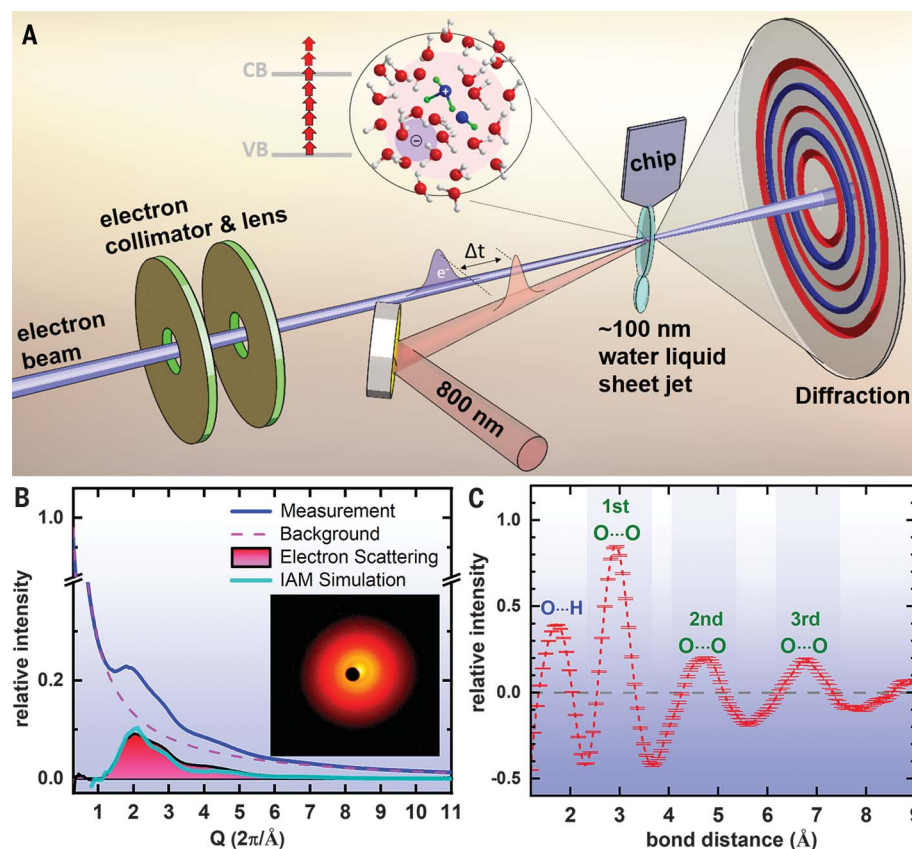 A
CB
VB
+
−
chip
electron
collimator & lens
Δt
e-
electron
beam
~100 nm
water liquid
sheet jet
800 nm
Diffraction
B
1.0
0.2
0.0
relative intensity
Measurement
Background
Electron Scattering
IAM Simulation
1 2 3 4 5 6 7 8 9 10 11
Q (2π/Å)
C
1.0
0.5
0.0
-0.5
relative intensity
1st
O···O
O···H
2nd
O···O
3rd
O···O
2 3 4 5 6 7 8 9
bond distance (Å)